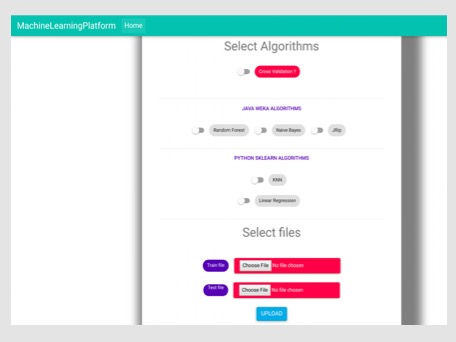 MachineLearningPlatform Home
Select Algorithms
Cross Validation ?
JAVA WEKA ALGORITHMS
Random Forest Naive Bayes JRip
PYTHON SKLEARN ALGORITHMS
KNN
Linear Regression
Select files
Train file Choose File No file chosen
Test file Choose File No file chosen
UPLOAD